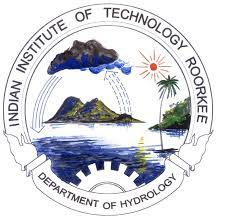 INDIAN INSTITUTE OF TECHNOLOGY ROORKEE
DEPARTMENT OF HYDROLOGY